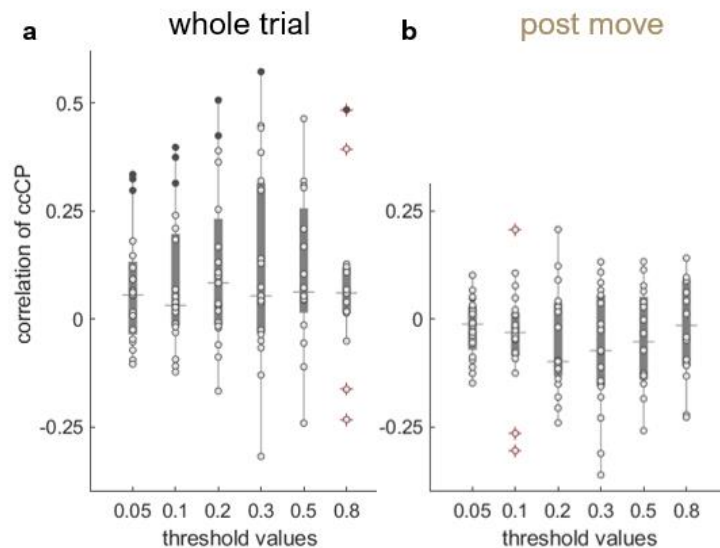 a whole trial
b post move
correlation of ccCP
0.5
0.25
0
-0.25
0.05 0.1 0.2 0.3 0.5 0.8
threshold values
0.25
0
-0.25
0.05 0.1 0.2 0.3 0.5 0.8
threshold values